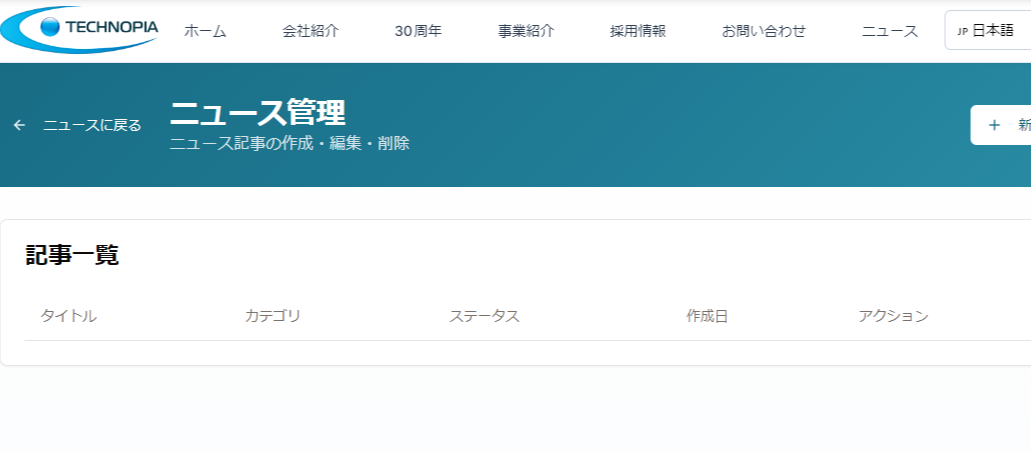 TECHNOPIA ホーム 会社紹介 30周年 事業紹介 採用情報 お問い合わせ ニュース JP 日本語
← ニュースに戻る
ニュース管理
ニュース記事の作成・編集・削除
+ 新
記事一覧
タイトル カテゴリ ステータス 作成日 アクション